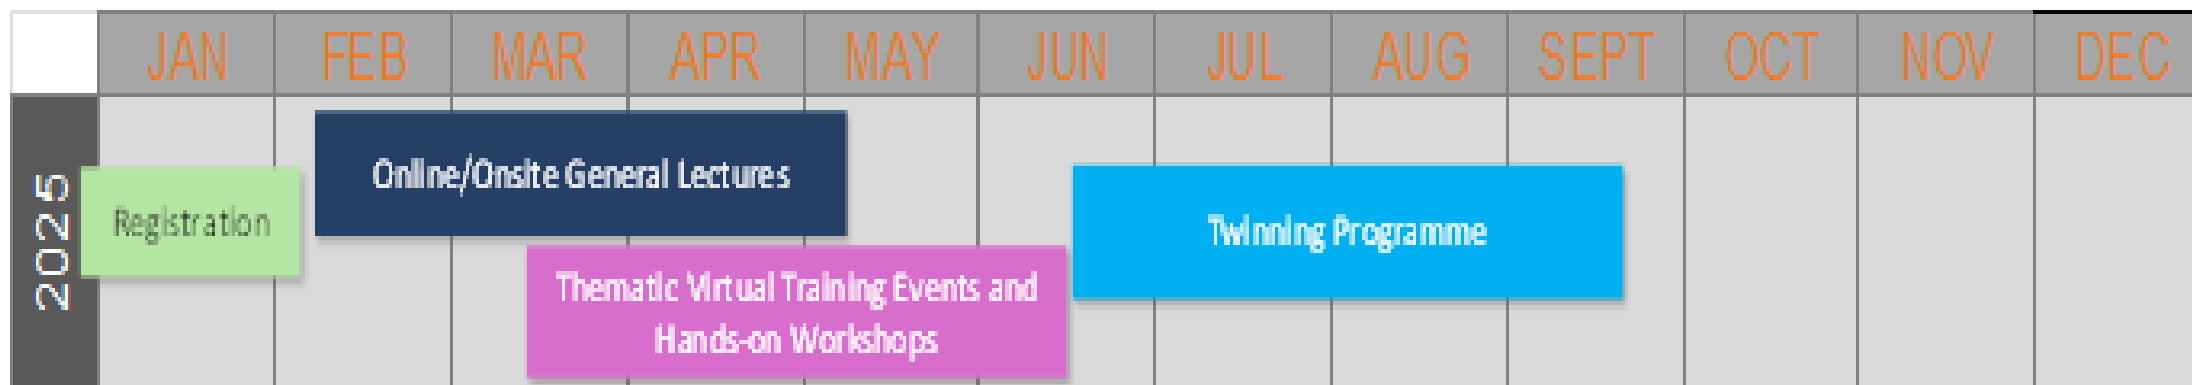 JAN FEB MAR APR MAY JUN JUL AUG SEPT OCT NOV DEC
2025
Registration
Online/Onsite General Lectures
Thematic Virtual Training Events and
Hands-on Workshops
Twinning Programme